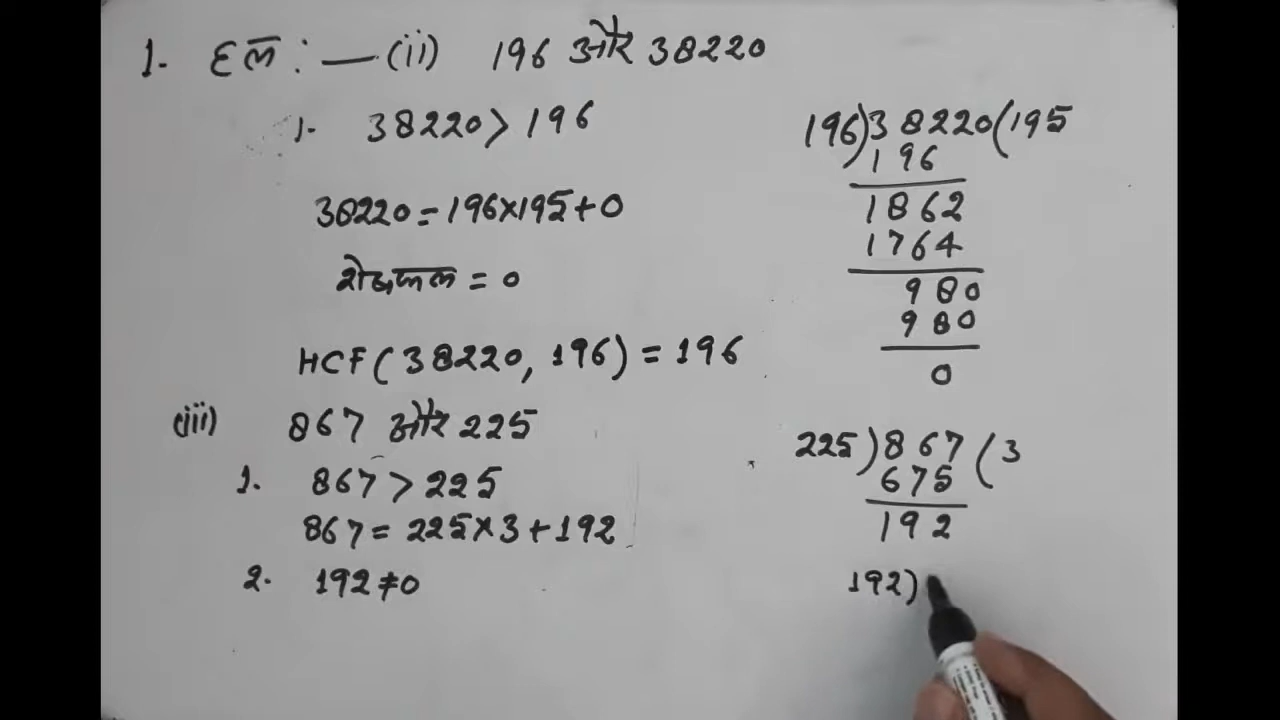 1. हल : — (ii) 196 और 38220
1. 38220 > 196
38220 = 196×195+0
शेषफल = 0
HCF (38220, 196) = 196
196)38220(195
196
1862
1764
980
980
0
(iii) 867 और 225
1. 867 > 225
867 = 225×3+192
2. 192≠0
225)867(3
675
192
192)